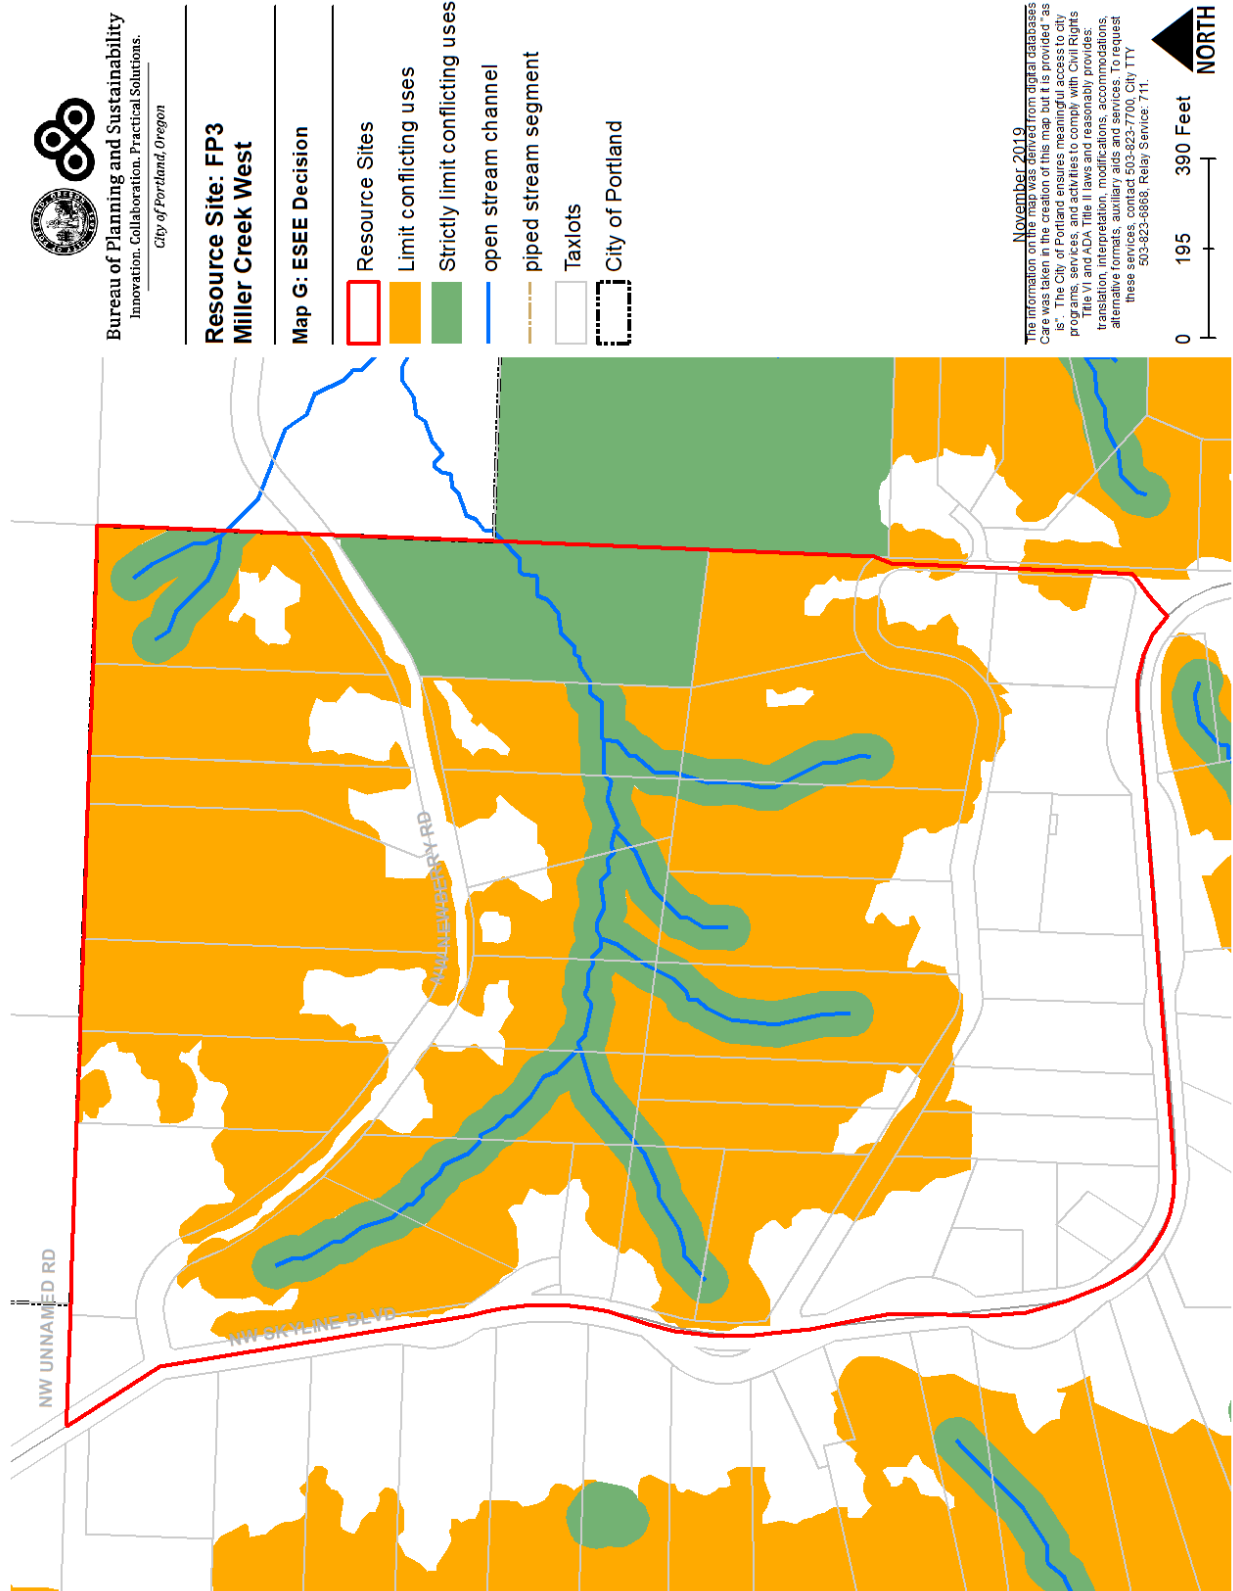 Bureau of Planning and Sustainability
Innovation. Collaboration. Practical Solutions.
City of Portland, Oregon
Resource Site: FP3
Miller Creek West
Map G: ESEE Decision
Resource Sites
Limit conflicting uses
Strictly limit conflicting uses
open stream channel
piped stream segment
Taxlots
City of Portland
November 2019
The information on the map was derived from digital databases
Care was taken in the creation of this map but it is provided "as
is". The City of Portland ensures meaningful access to city
programs, services, and activities to comply with Civil Rights
Title VI and ADA Title II laws and reasonably provides:
translation, interpretation, modifications, accommodations,
alternative formats, auxiliary aids and services. To request
these services, contact 503-823-7700, City TTY
503-823-6868, Relay Service: 711.
0 195 390 Feet
NORTH
NW UNNAMED RD
NW SKYLINE BLVD
NEWBERRY RD